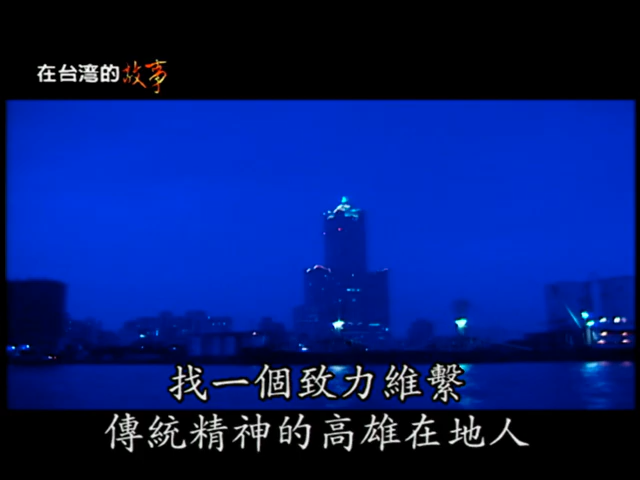 在台湾的故事
找一個致力維繫
傳統精神的高雄在地人